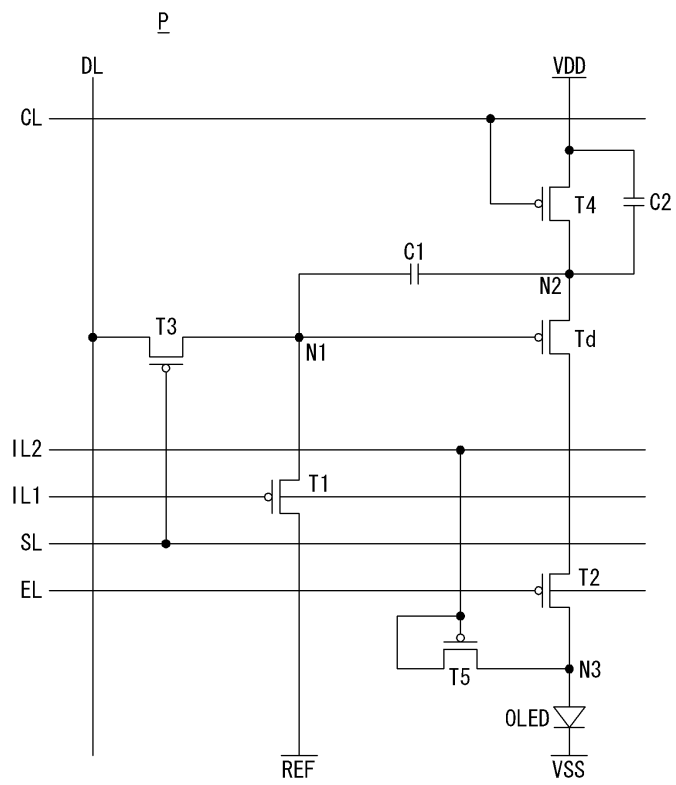 P
DL
VDD
CL
T4
C2
C1
N2
T3
N1
Td
IL2
IL1
T1
SL
EL
T2
T5
N3
OLED
REF
VSS